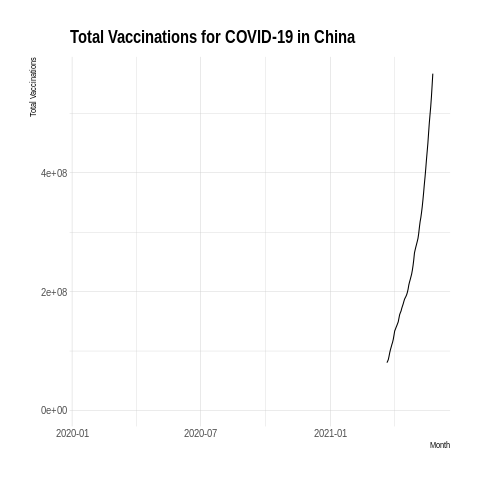 Total Vaccinations for COVID-19 in China
Total Vaccinations
4e+08
2e+08
0e+00
2020-01 2020-07 2021-01
Month